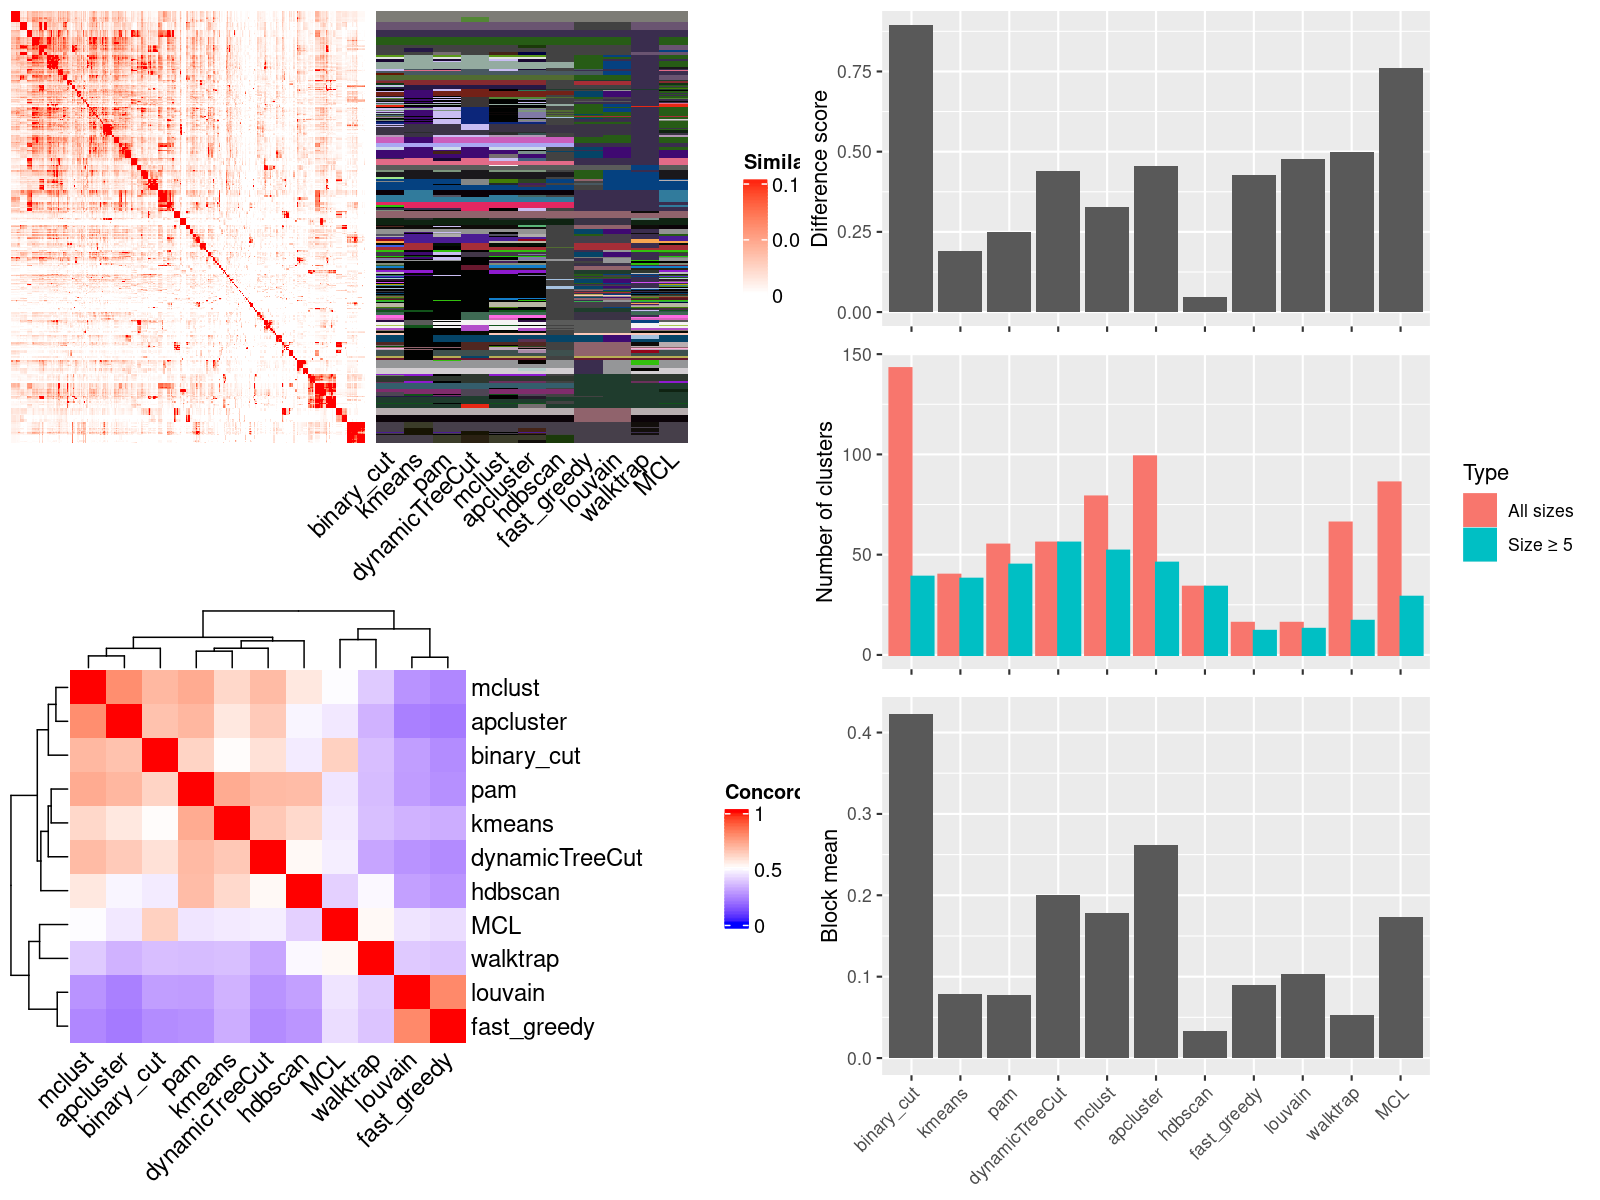 Simila
0.1
0.0
0
binary_cut
kmeans
pam
dynamicTreeCut
mclust
apcluster
hdbscan
fast_greedy
louvain
walktrap
MCL
mclust
apcluster
binary_cut
pam
kmeans
dynamicTreeCut
hdbscan
MCL
walktrap
louvain
fast_greedy
mclust
apcluster
binary_cut
pam
kmeans
dynamicTreeCut
hdbscan
MCL
walktrap
louvain
fast_greedy
Concord
1
0.5
0
Difference score
0.75
0.50
0.25
0.00
Number of clusters
150
100
50
0
Type
All sizes
Size ≥ 5
Block mean
0.4
0.3
0.2
0.1
0.0
binary_cut
kmeans
pam
dynamicTreeCut
mclust
apcluster
hdbscan
fast_greedy
louvain
walktrap
MCL